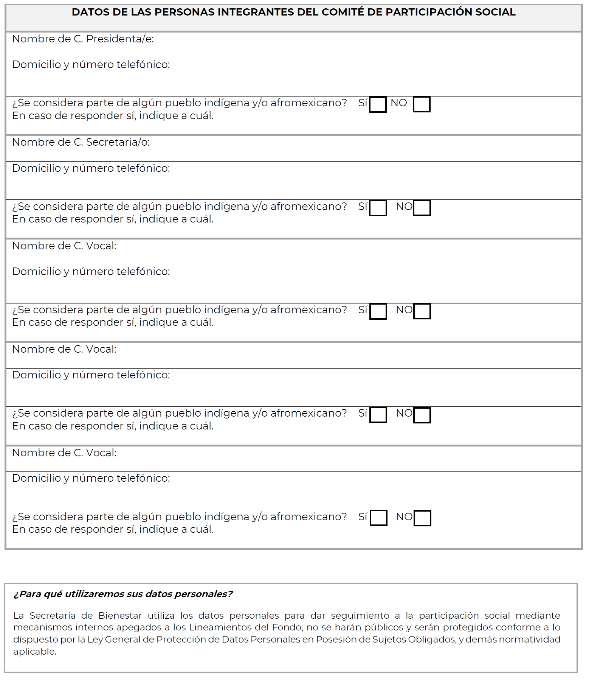 DATOS DE LAS PERSONAS INTEGRANTES DEL COMITÉ DE PARTICIPACIÓN SOCIAL
Nombre de C. Presidenta/e:
Domicilio y número telefónico:
¿Se considera parte de algún pueblo indígena y/o afromexicano? Sí NO
En caso de responder sí, indique a cuál.
Nombre de C. Secretaria/o:
Domicilio y número telefónico:
¿Se considera parte de algún pueblo indígena y/o afromexicano? Sí NO
En caso de responder sí, indique a cuál.
Nombre de C. Vocal:
Domicilio y número telefónico:
¿Se considera parte de algún pueblo indígena y/o afromexicano? Sí NO
En caso de responder sí, indique a cuál.
Nombre de C. Vocal:
Domicilio y número telefónico:
¿Se considera parte de algún pueblo indígena y/o afromexicano? Sí NO
En caso de responder sí, indique a cuál.
Nombre de C. Vocal:
Domicilio y número telefónico:
¿Se considera parte de algún pueblo indígena y/o afromexicano? Sí NO
En caso de responder sí, indique a cuál.
¿Para qué utilizaremos sus datos personales?
La Secretaría de Bienestar utiliza los datos personales para dar seguimiento a la participación social mediante
mecanismos internos apegados a los Lineamientos del Fondo, no se harán públicos y serán protegidos conforme a lo
dispuesto por la Ley General de Protección de Datos Personales en Posesión de Sujetos Obligados, y demás normatividad
aplicable.